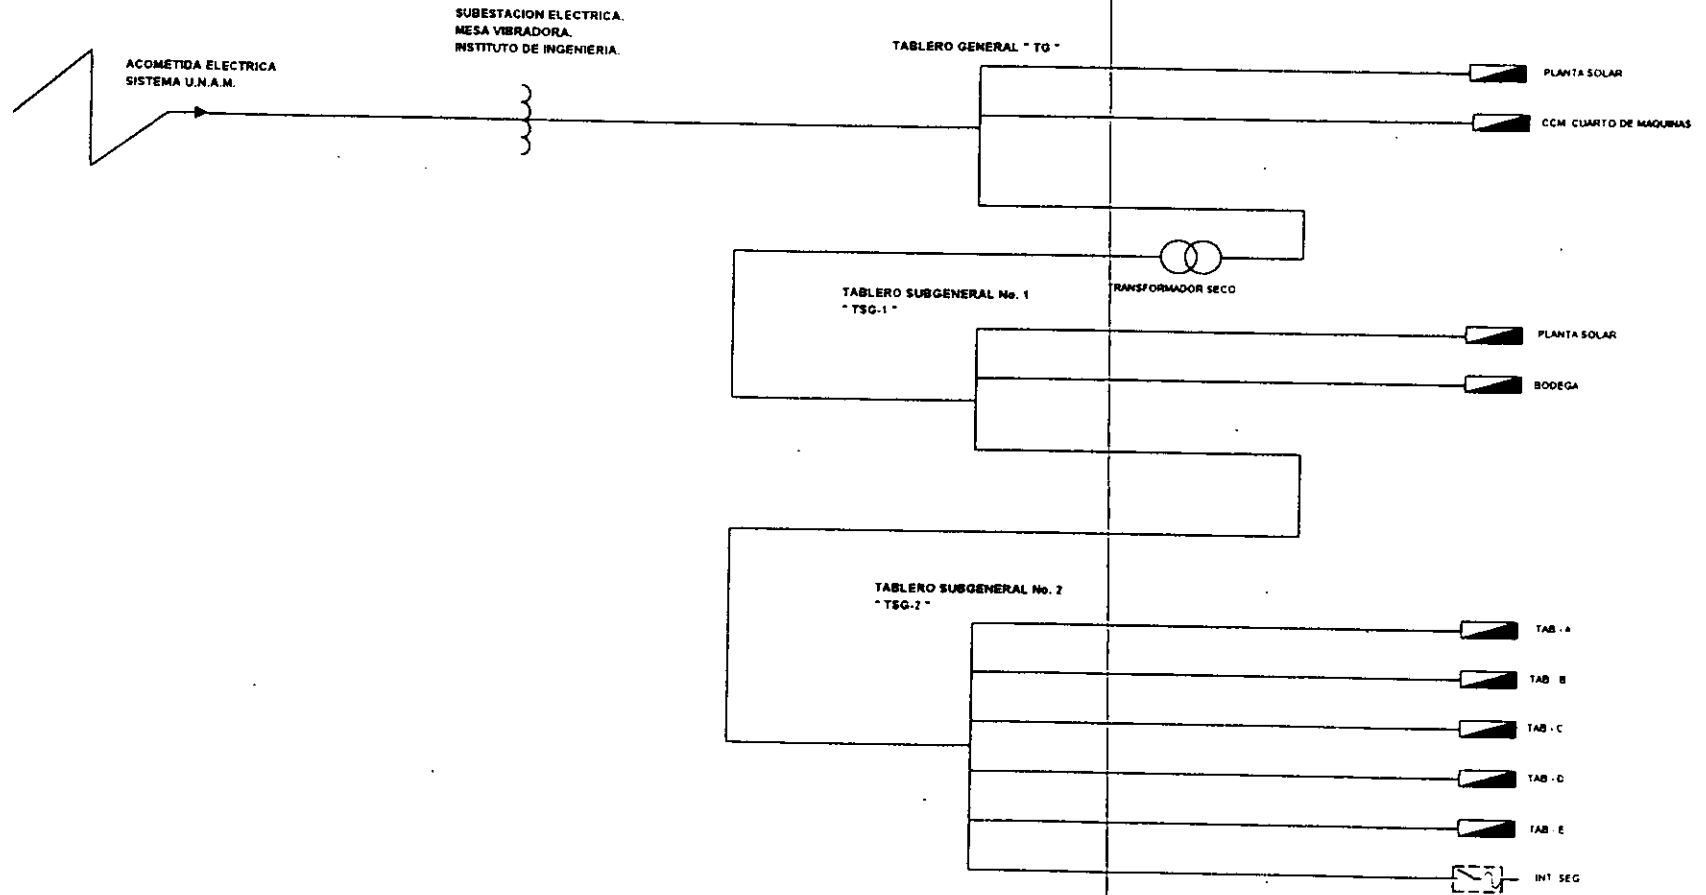 SUBESTACION ELECTRICA.
MESA VIBRADORA.
INSTITUTO DE INGENIERIA.
ACOMETIDA ELECTRICA
SISTEMA U.N.A.M.
TABLERO GENERAL " TG "
PLANTA SOLAR
CCM CUARTO DE MAQUINAS
TRANSFORMADOR SECO
TABLERO SUBGENERAL No. 1
" TSG-1 "
PLANTA SOLAR
BODEGA
TABLERO SUBGENERAL No. 2
" TSG-2 "
TAB - A
TAB - B
TAB - C
TAB - D
TAB - E
INT SEG